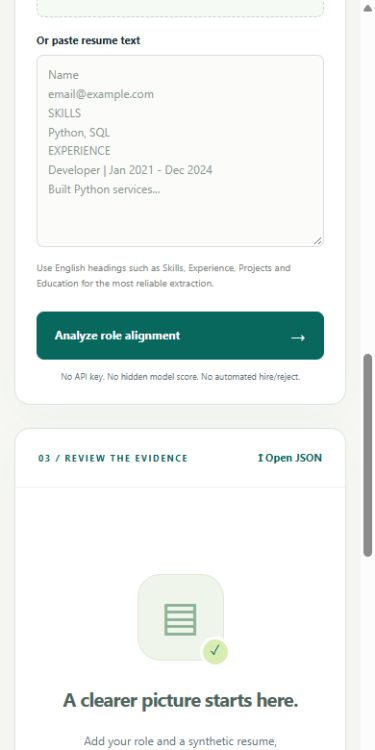 Or paste resume text
Name
email@example.com
SKILLS
Python, SQL
EXPERIENCE
Developer | Jan 2021 - Dec 2024
Built Python services...
Use English headings such as Skills, Experience, Projects and
Education for the most reliable extraction.
Analyze role alignment →
No API key. No hidden model score. No automated hire/reject.
03 / REVIEW THE EVIDENCE
↥ Open JSON
A clearer picture starts here.
Add your role and a synthetic resume,